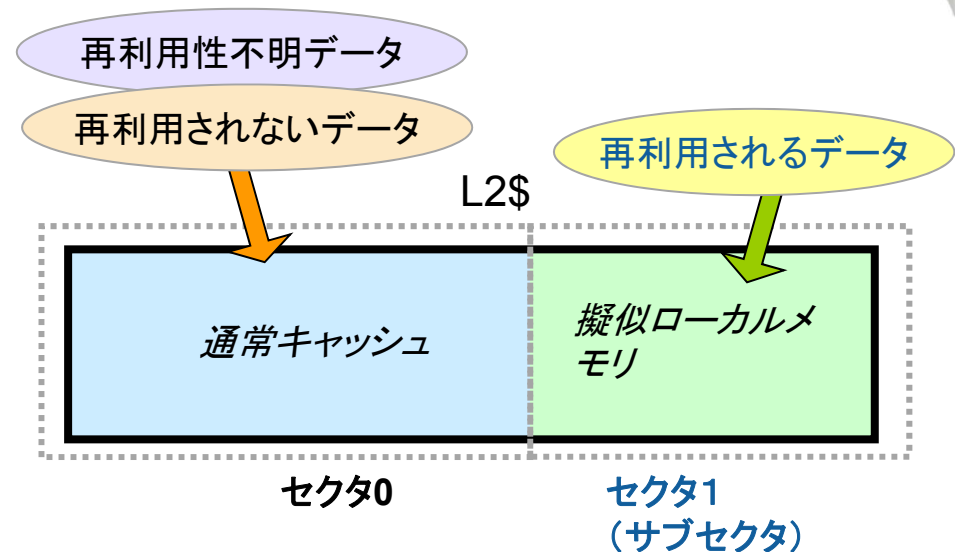 再利用性不明データ
再利用されないデータ
再利用されるデータ
L2$
通常キャッシュ
擬似ローカルメ
モリ
セクタ0
セクタ1
(サブセクタ)